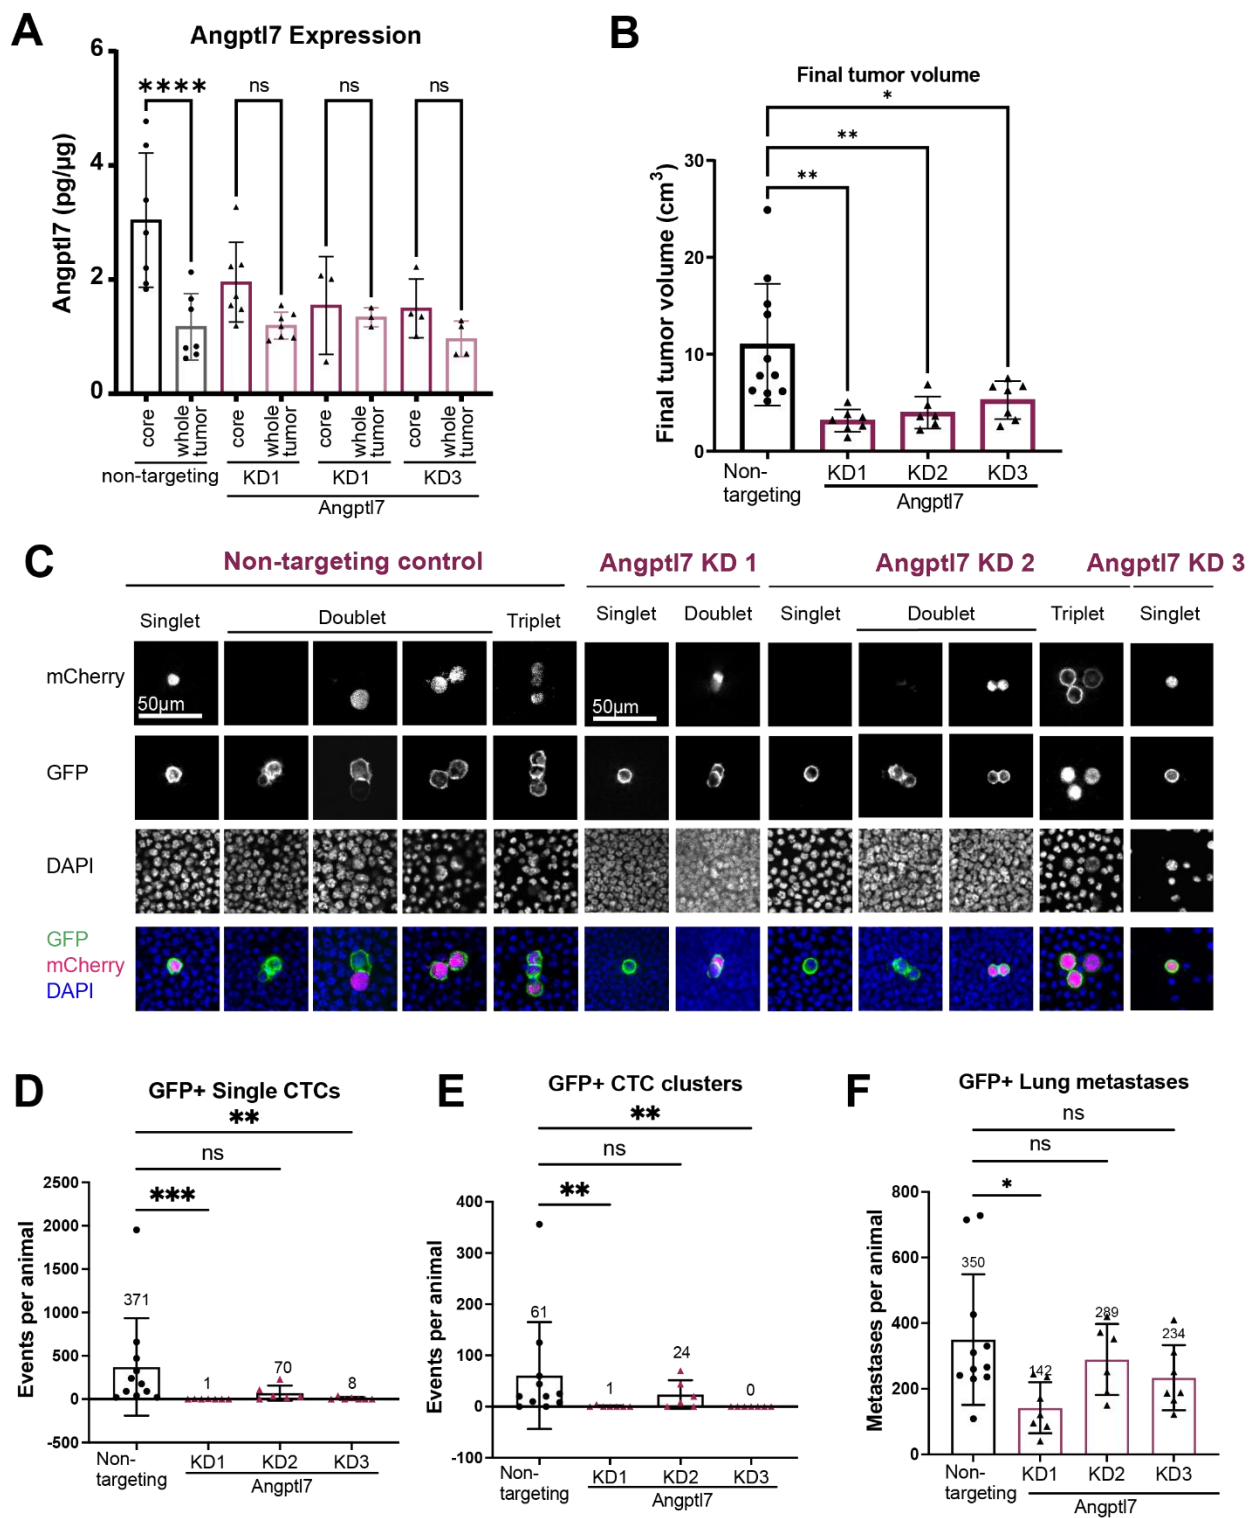 A
Angptl7 Expression
Angptl7 (pg/µg)
6
4
2
0
****
ns
ns
ns
core
whole tumor
core
whole tumor
core
whole tumor
core
whole tumor
non-targeting
KD1
KD1
KD3
Angptl7
B
Final tumor volume
*
**
**
Final tumor volume (cm3)
30
20
10
0
Non-
targeting
KD1
KD2
KD3
Angptl7
C
Non-targeting control
Angptl7 KD 1
Angptl7 KD 2
Angptl7 KD 3
Singlet
Doublet
Triplet
Singlet
Doublet
Singlet
Doublet
Triplet
Singlet
mCherry
50µm
50µm
GFP
DAPI
GFP
mCherry
DAPI
D
GFP+ Single CTCs
**
ns
***
Events per animal
2500
2000
1500
1000
500
0
-500
371
1
70
8
Non-
targeting
KD1
KD2
KD3
Angptl7
E
GFP+ CTC clusters
**
ns
**
Events per animal
400
300
200
100
0
-100
61
1
24
0
Non-
targeting
KD1
KD2
KD3
Angptl7
F
GFP+ Lung metastases
ns
ns
*
Metastases per animal
800
600
400
200
0
350
142
289
234
Non-
targeting
KD1
KD2
KD3
Angptl7